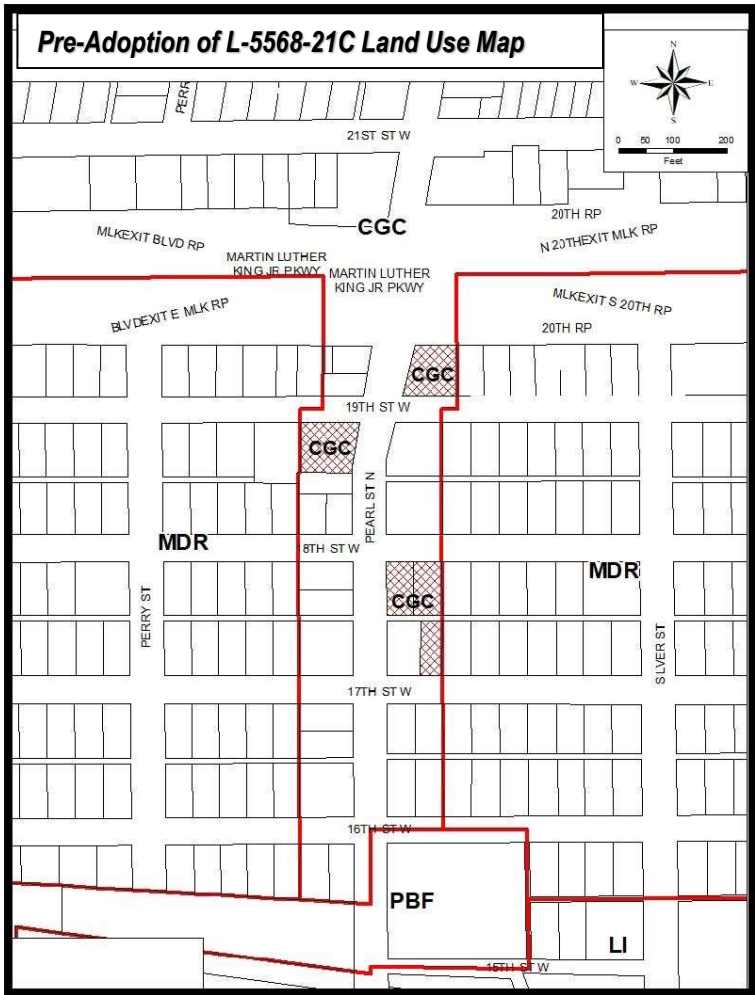 Pre-Adoption of L-5568-21C Land Use Map
N
W
E
S
0 50 100 200
Feet
PERR
21ST ST W
CGC
20TH RP
MLKEXIT BLVD RP
N 20THEXIT MLK RP
MARTIN LUTHER
KING JR PKWY
MARTIN LUTHER
KING JR PKWY
MLKEXIT S 20TH RP
BLVDEXIT E MLK RP
20TH RP
CGC
19TH ST W
CGC
PEARL ST N
MDR
18TH ST W
MDR
CGC
PERRY ST
SILVER ST
17TH ST W
16TH ST W
PBF
LI
15TH ST W